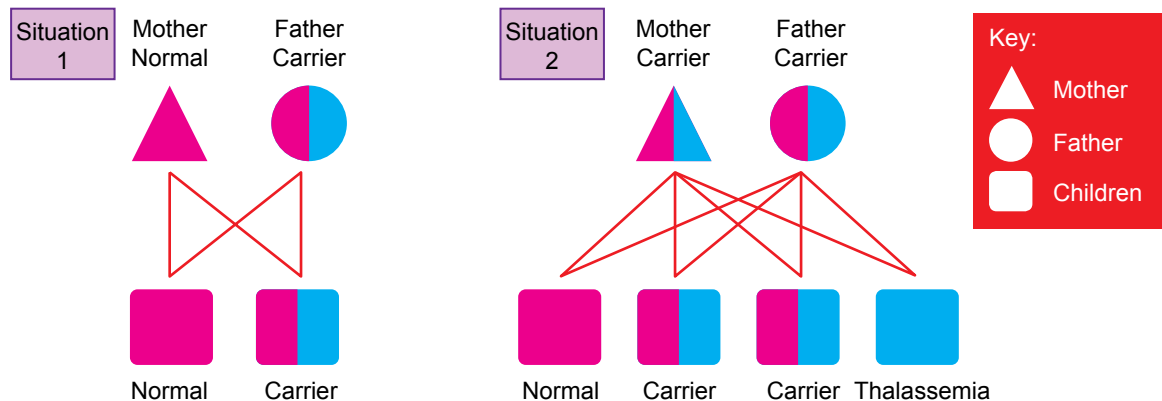 Situation
1
Mother
Normal
Father
Carrier
Normal
Carrier
Situation
2
Mother
Carrier
Father
Carrier
Normal
Carrier
Carrier
Thalassemia
Key:
Mother
Father
Children